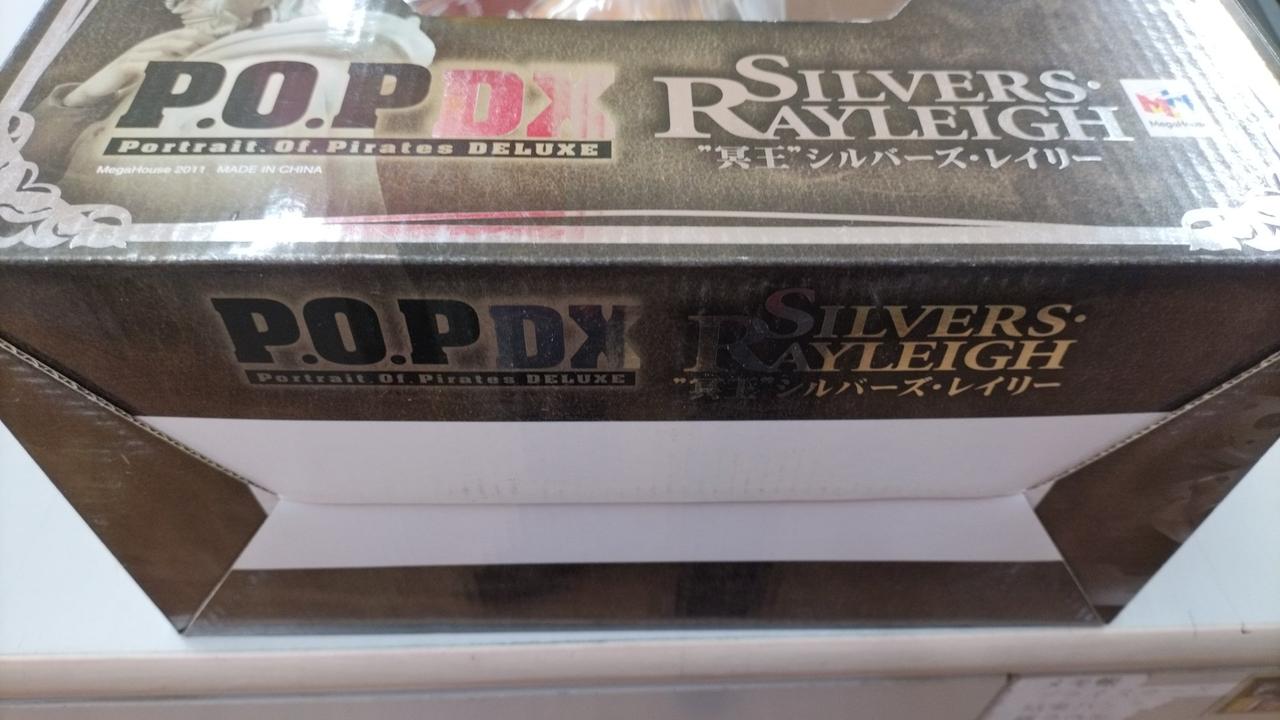 P.O.P DX
Portrait.Of.Pirates DELUXE
MegaHouse 2011 MADE IN CHINA
SILVERS・
RAYLEIGH
”冥王”シルバーズ・レイリー
MegaHouse
P.O.P DX
Portrait.Of.Pirates DELUXE
SILVERS・
RAYLEIGH
”冥王”シルバーズ・レイリー